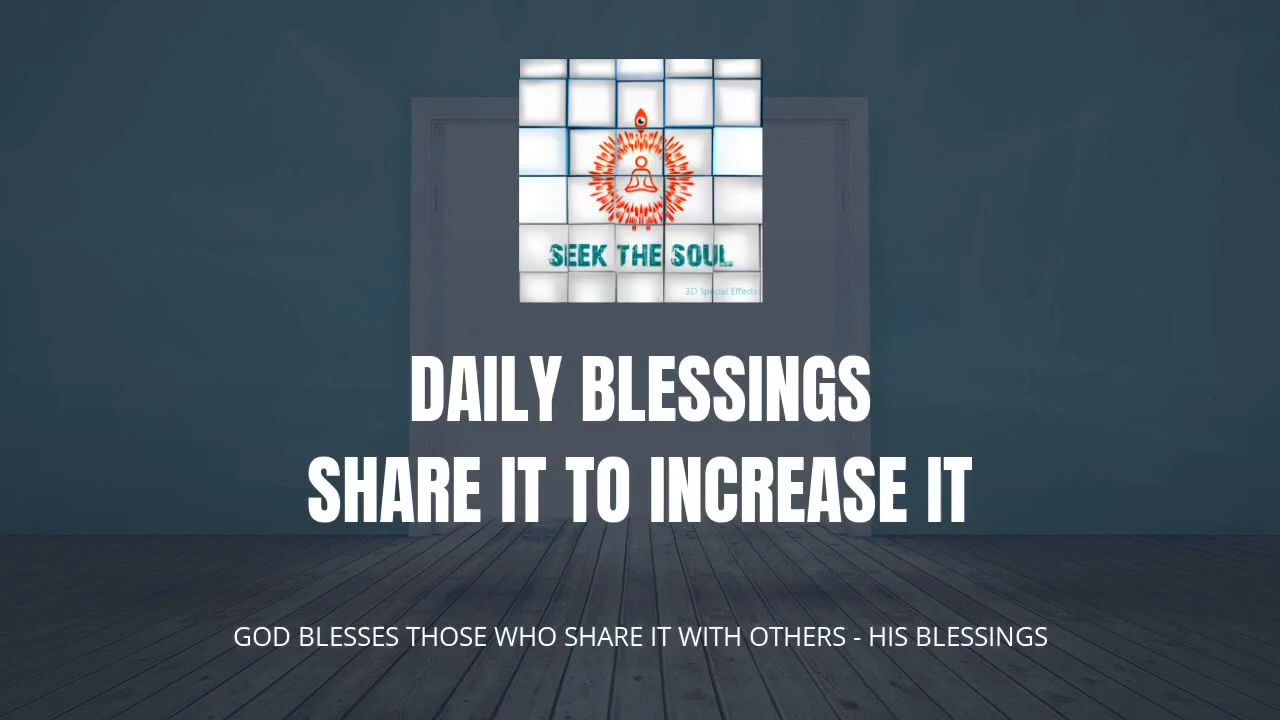 SEEK THE SOUL
3D Special Effects
DAILY BLESSINGS
SHARE IT TO INCREASE IT
GOD BLESSES THOSE WHO SHARE IT WITH OTHERS - HIS BLESSINGS